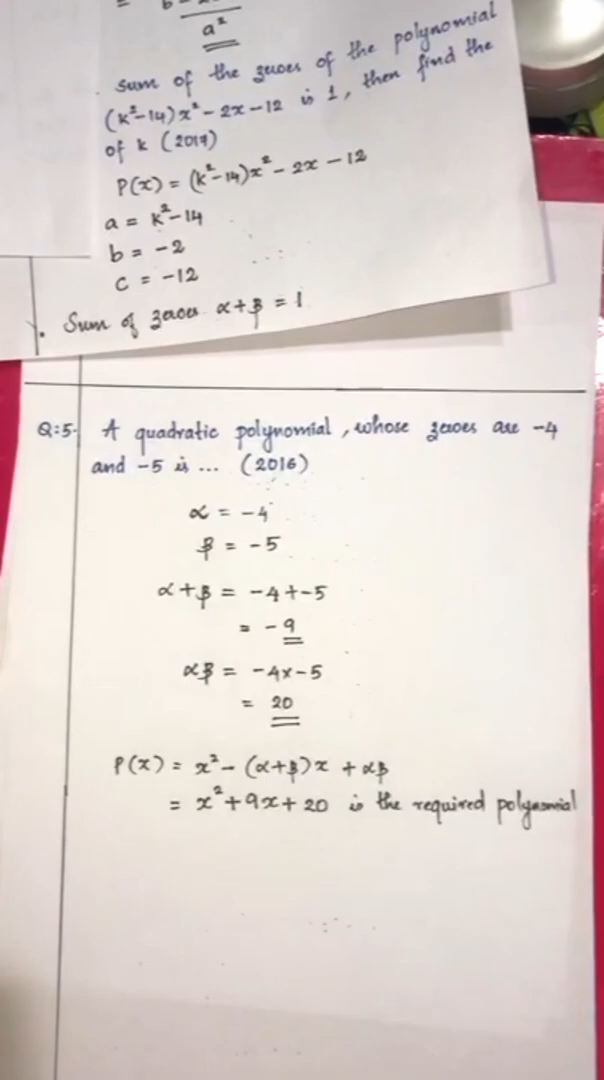 a²
sum of the zeroes of the polynomial
(k²-14)x² - 2x - 12 is 1, then find the
of k (2017)
P(x) = (k²-14)x² - 2x - 12
a = k²-14
b = -2
c = -12
Sum of zeroes α+β = 1
Q:5. A quadratic polynomial, whose zeroes are -4
and -5 is ... (2016)
α = -4
β = -5
α+β = -4+-5
= -9
αβ = -4x-5
= 20
P(x) = x² - (α+β)x + αβ
= x²+9x+20 is the required polynomial